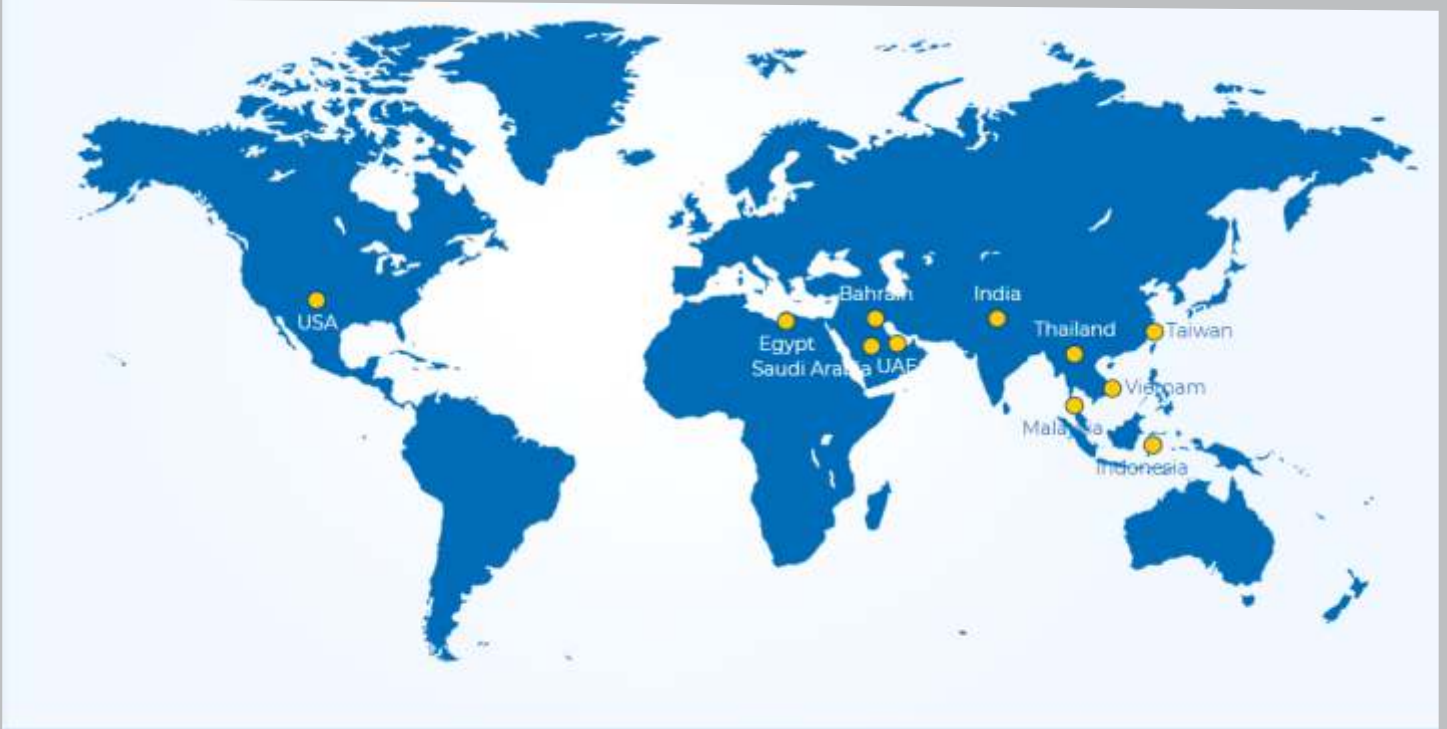 Bahrain
India
USA
Thailand
Taiwan
Egypt
Saudi Arabia
UAE
Vietnam
Malaysia
Indonesia